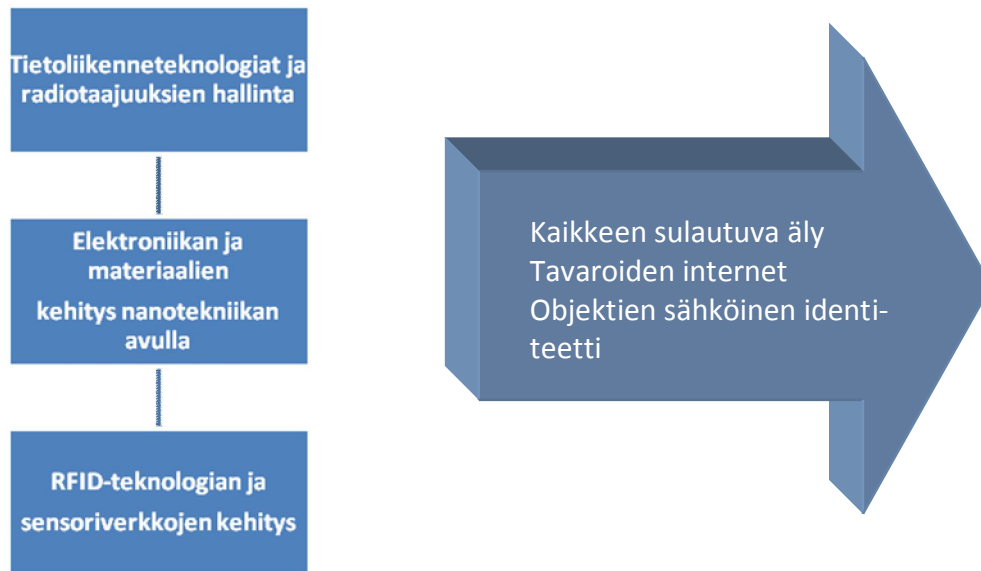 Tietoliikenneteknologiat ja
radiotaajuuksien hallinta
Elektroniikan ja
materiaalien
kehitys nanotekniikan
avulla
RFID-teknologian ja
sensoriverkkojen kehitys
Kaikkeen sulautuva äly
Tavaroiden internet
Objektien sähköinen identi-
teetti